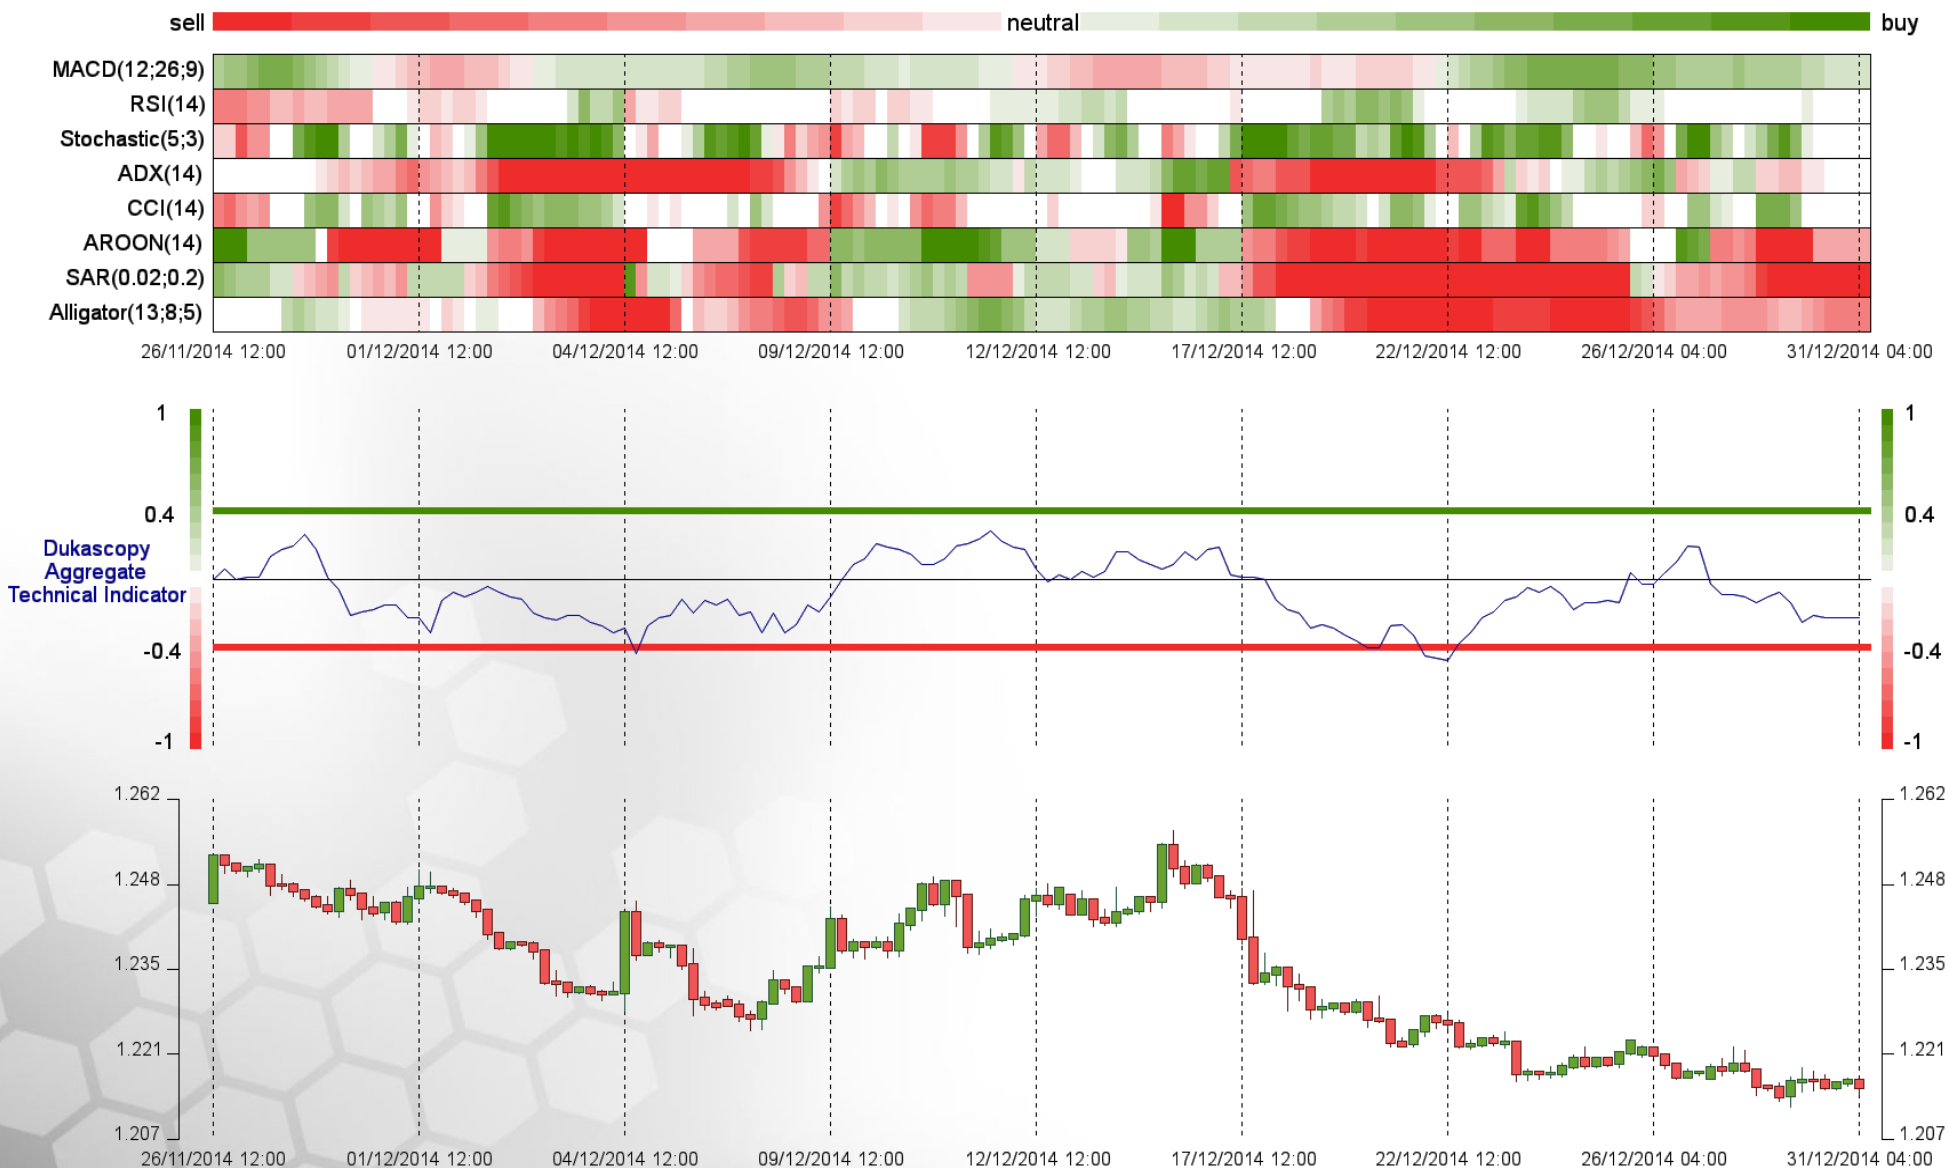 sell neutral buy
MACD(12;26;9)
RSI(14)
Stochastic(5;3)
ADX(14)
CCI(14)
AROON(14)
SAR(0.02;0.2)
Alligator(13;8;5)
26/11/2014 12:00 01/12/2014 12:00 04/12/2014 12:00 09/12/2014 12:00 12/12/2014 12:00 17/12/2014 12:00 22/12/2014 12:00 26/12/2014 04:00 31/12/2014 04:00
1 1
0.4 0.4
Dukascopy
Aggregate
Technical Indicator
-0.4 -0.4
-1 -1
1.262 1.262
1.248 1.248
1.235 1.235
1.221 1.221
1.207 1.207
26/11/2014 12:00 01/12/2014 12:00 04/12/2014 12:00 09/12/2014 12:00 12/12/2014 12:00 17/12/2014 12:00 22/12/2014 12:00 26/12/2014 04:00 31/12/2014 04:00